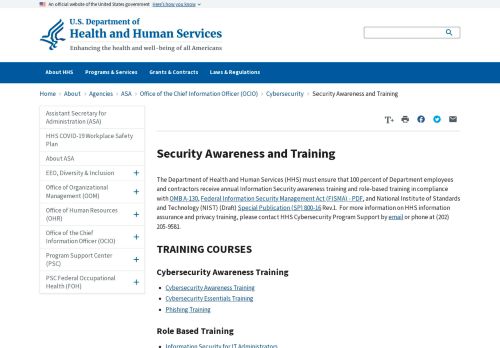 An official website of the United States government Here's how you know
U.S. Department of
Health and Human Services
Enhancing the health and well-being of all Americans
About HHS Programs & Services Grants & Contracts Laws & Regulations
Home › About › Agencies › ASA › Office of the Chief Information Officer (OCIO) › Cybersecurity › Security Awareness and Training
Assistant Secretary for
Administration (ASA)
HHS COVID-19 Workplace Safety
Plan
About ASA
EEO, Diversity & Inclusion +
Office of Organizational
Management (OOM) +
Office of Human Resources
(OHR) +
Office of the Chief
Information Officer (OCIO) +
Program Support Center
(PSC) +
FSC Federal Occupational
Health (FOH) +
T+
Security Awareness and Training
The Department of Health and Human Services (HHS) must ensure that 100 percent of Department employees
and contractors receive annual Information Security awareness training and role-based training in compliance
with OMB A-130, Federal Information Security Management Act (FISMA) - PDF, and National Institute of Standards
and Technology (NIST) (Draft) Special Publication (SP) 800-16 Rev.1. For more information on HHS information
assurance and privacy training, please contact HHS Cybersecurity Program Support by email or phone at (202)
205-9581.
TRAINING COURSES
Cybersecurity Awareness Training
Cybersecurity Awareness Training
Cybersecurity Essentials Training
Phishing Training
Role Based Training
Information Security for IT Administrators